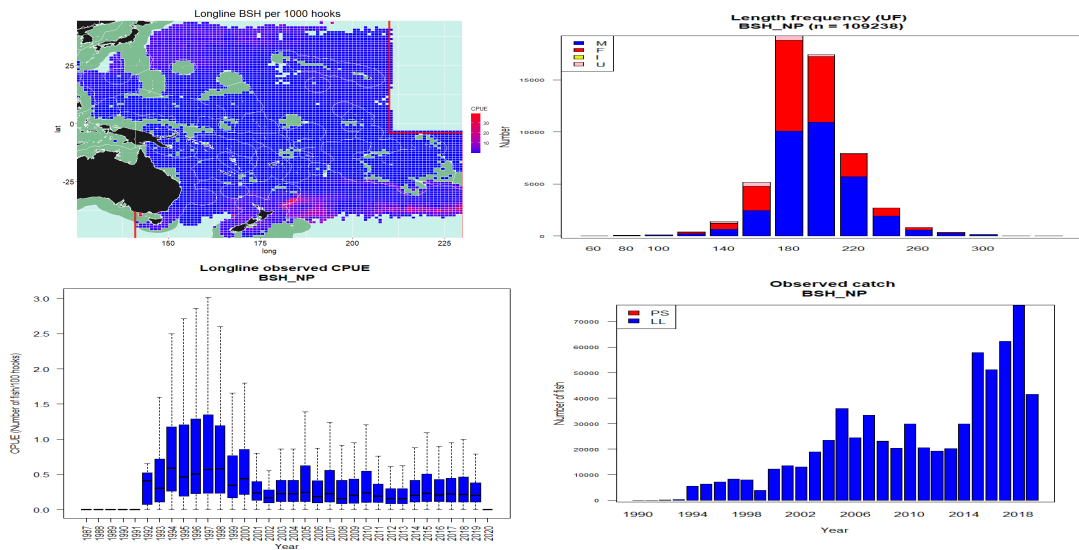 Longline BSH per 1000 hooks
lat
25
0
-25
150
175
200
230
long
CPUE
30
20
10
Length frequency (UF)
BSH_NP (n = 109238)
M
F
I
U
Number
15000
10000
5000
0
60 80 100 140 180 220 260 300
Longline observed CPUE
BSH_NP
CPUE (Number of fish/100 hooks)
3.0
2.5
2.0
1.5
1.0
0.5
0.0
1987 1988 1989 1990 1991 1992 1993 1994 1995 1996 1997 1998 1999 2000 2001 2002 2003 2004 2005 2006 2007 2008 2009 2010 2011 2012 2013 2014 2015 2016 2017 2018 2019 2020
Year
Observed catch
BSH_NP
PS
LL
Number of fish
70000
60000
50000
40000
30000
20000
10000
0
1990 1994 1998 2002 2006 2010 2014 2018
Year